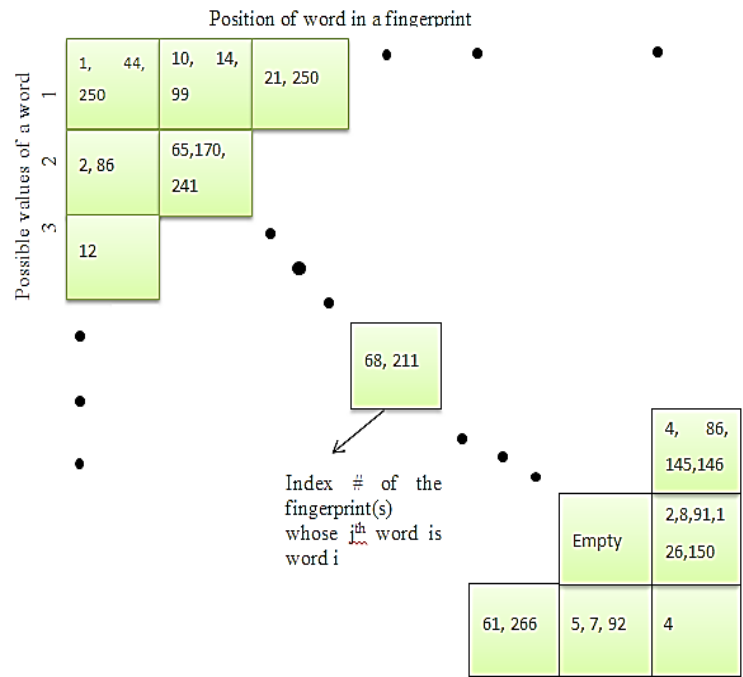 Position of word in a fingerprint
Possible values of a word
1
2
3
1, 44,
250
10, 14,
99
21, 250
2, 86
65,170,
241
12
68, 211
Index # of the
fingerprint(s)
whose jth word is
word i
4, 86,
145,146
Empty
2,8,91,1
26,150
61, 266
5, 7, 92
4